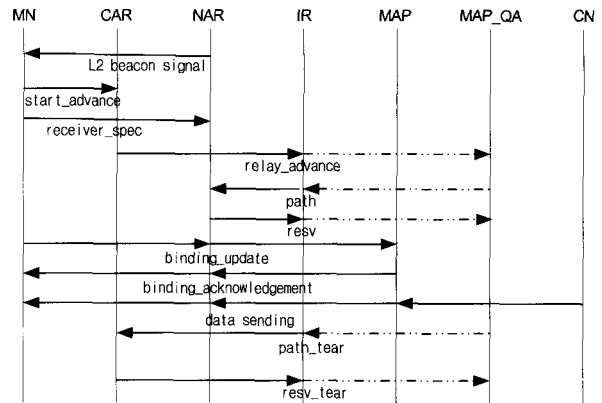 MN CAR NAR IR MAP MAP_QA CN
L2 beacon signal
start_advance
receiver_spec
relay_advance
path
resv
binding_update
binding_acknowledgement
data sending
path_tear
resv_tear